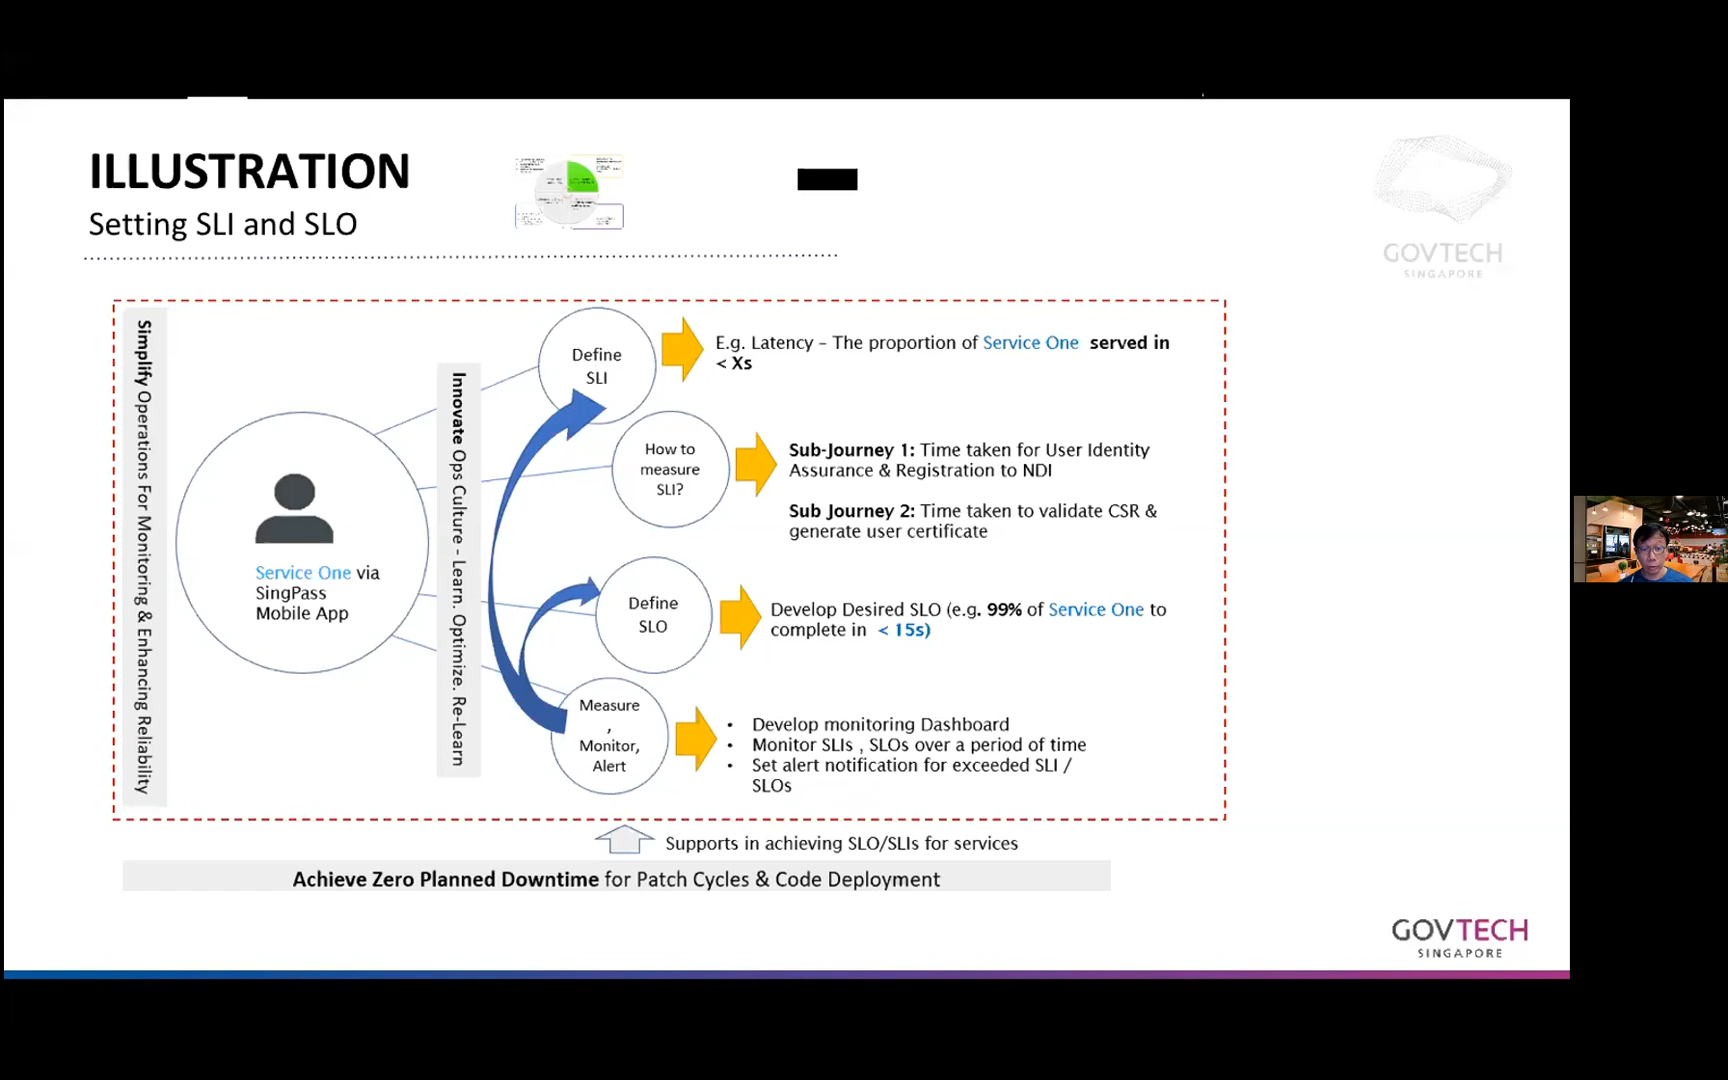 ILLUSTRATION
Setting SLI and SLO
GOVTECH
SINGAPORE
Simplify Operations For Monitoring & Enhancing Reliability
Service One via
SingPass
Mobile App
Innovate Ops Culture - Learn. Optimize. Re-Learn
Define
SLI
E.g. Latency – The proportion of Service One served in
< Xs
How to
measure
SLI?
Sub-Journey 1: Time taken for User Identity
Assurance & Registration to NDI
Sub Journey 2: Time taken to validate CSR &
generate user certificate
Define
SLO
Develop Desired SLO (e.g. 99% of Service One to
complete in < 15s)
Measure
,
Monitor,
Alert
• Develop monitoring Dashboard
• Monitor SLIs , SLOs over a period of time
• Set alert notification for exceeded SLI /
SLOs
Supports in achieving SLO/SLIs for services
Achieve Zero Planned Downtime for Patch Cycles & Code Deployment
GOVTECH
SINGAPORE